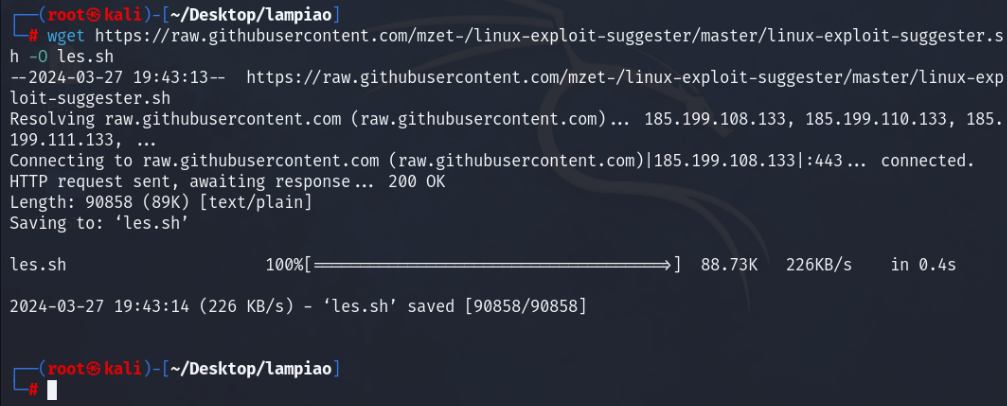 ┌──(root㉿kali)-[~/Desktop/lampiao]
└─# wget https://raw.githubusercontent.com/mzet-/linux-exploit-suggester/master/linux-exploit-suggester.s
h -O les.sh
--2024-03-27 19:43:13--  https://raw.githubusercontent.com/mzet-/linux-exploit-suggester/master/linux-exp
loit-suggester.sh
Resolving raw.githubusercontent.com (raw.githubusercontent.com)... 185.199.108.133, 185.199.110.133, 185.
199.111.133, ...
Connecting to raw.githubusercontent.com (raw.githubusercontent.com)|185.199.108.133|:443... connected.
HTTP request sent, awaiting response... 200 OK
Length: 90858 (89K) [text/plain]
Saving to: ‘les.sh’
les.sh 100%[===================================>] 88.73K 226KB/s in 0.4s
2024-03-27 19:43:14 (226 KB/s) - ‘les.sh’ saved [90858/90858]
┌──(root㉿kali)-[~/Desktop/lampiao]
└─#